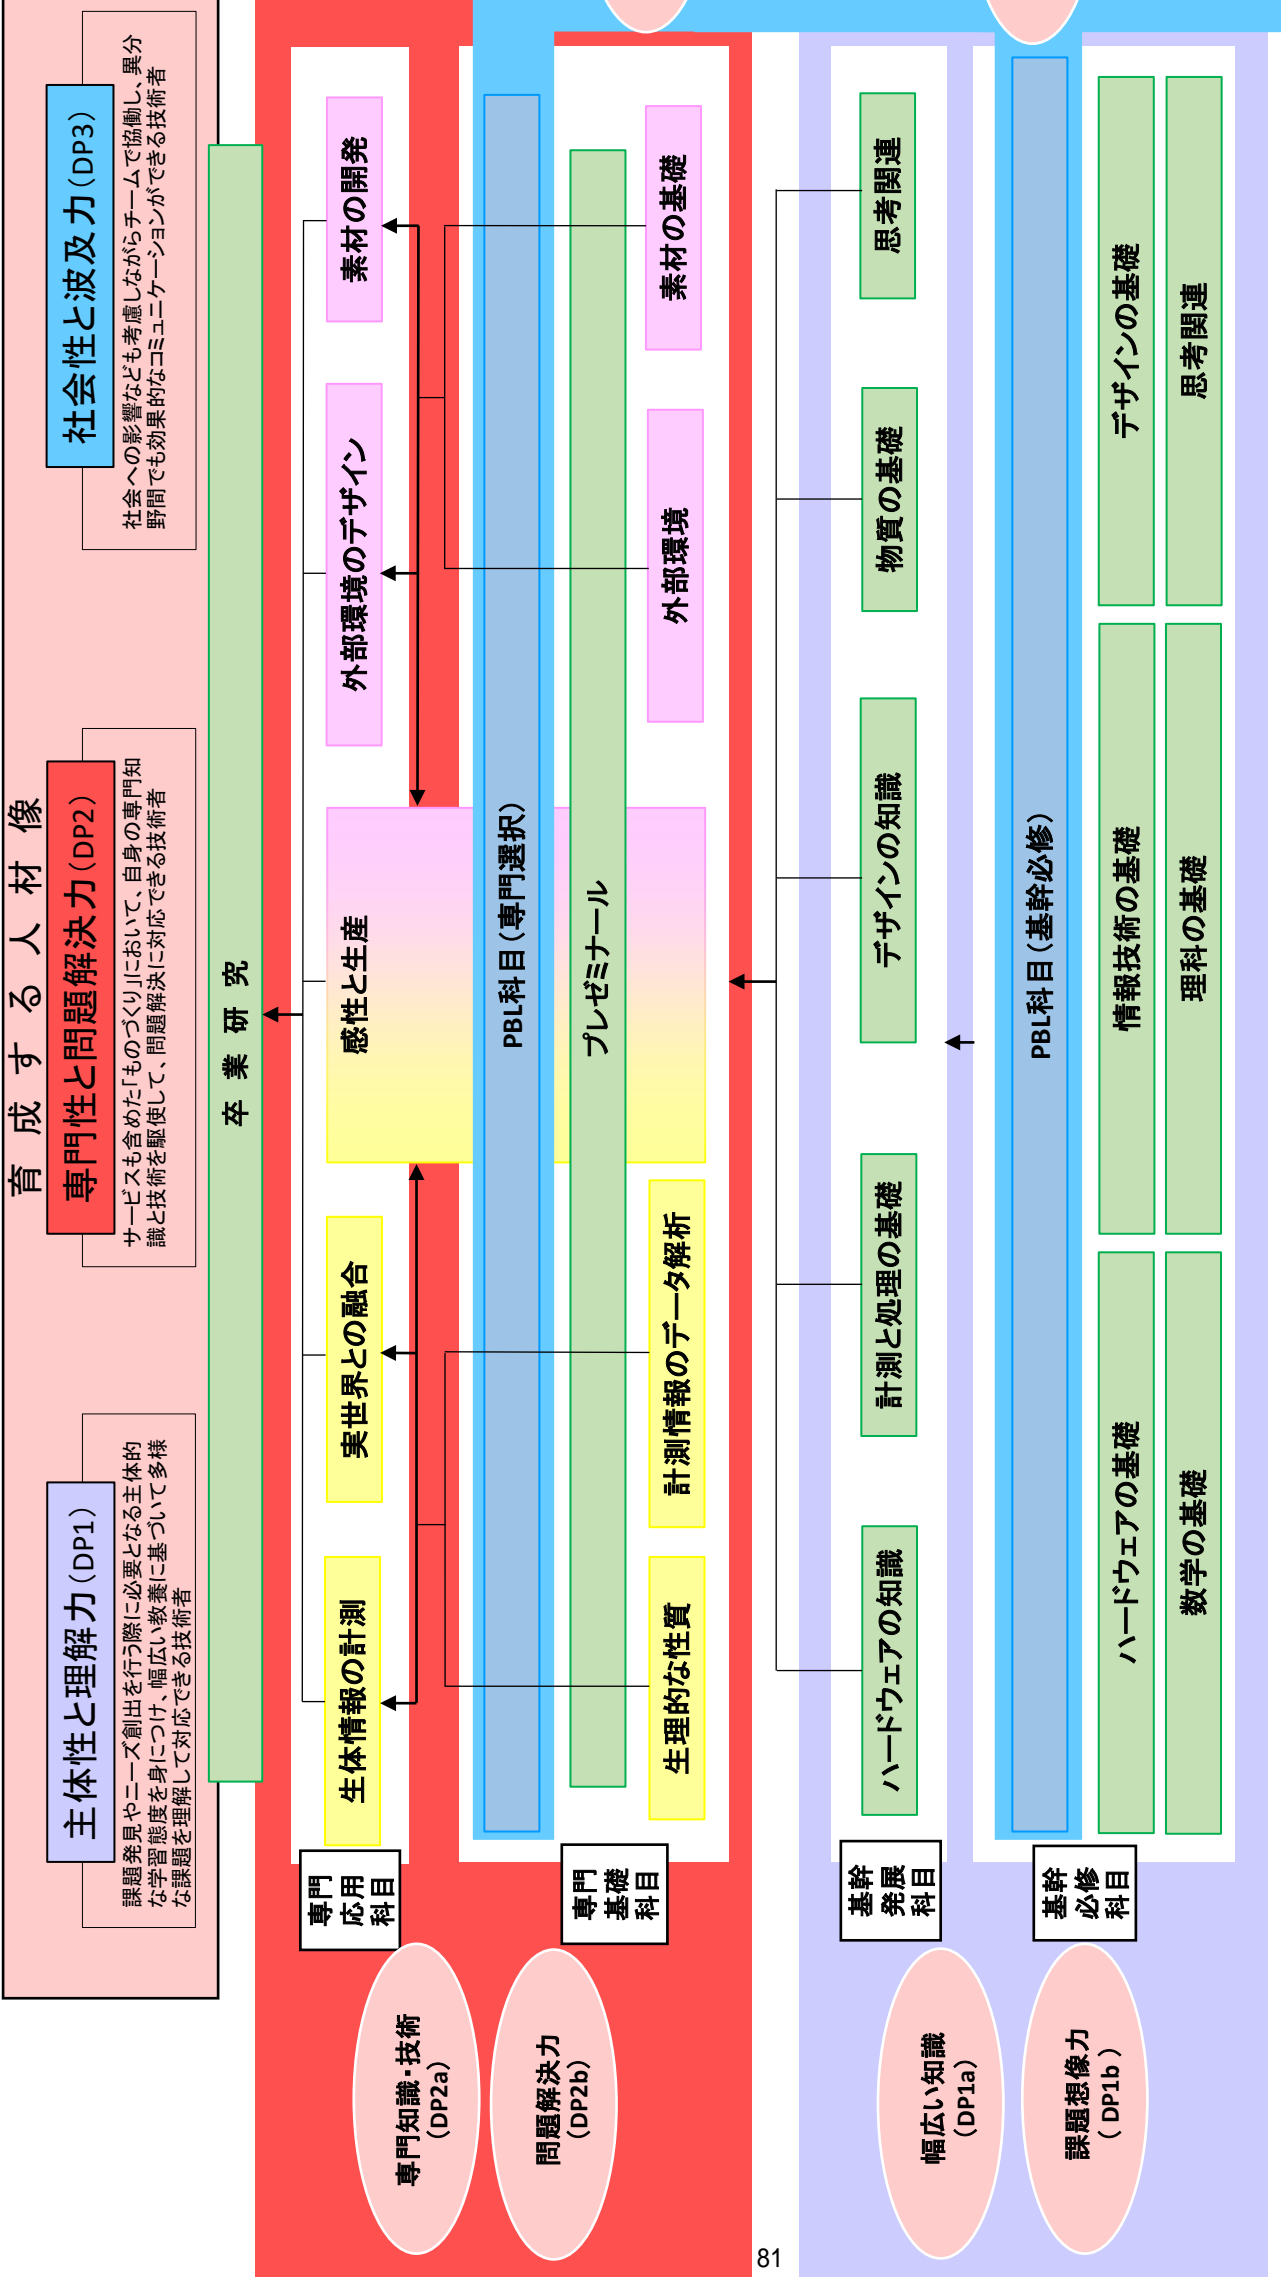 育成する人材像
主体性と理解力(DP1)
課題発見やニーズ創出を行う際に必要となる主体的
な学習態度を身につけ、幅広い教養に基づいて多様
な課題を理解して対応できる技術者
専門性と問題解決力(DP2)
サービスも含めた「ものづくり」において、自身の専門知
識と技術を駆使して、問題解決に対応できる技術者
社会性と波及力(DP3)
社会への影響なども考慮しながらチームで協働し、異分
野間でも効果的なコミュニケーションができる技術者
卒業研究
専門
応用
科目
生体情報の計測
実世界との融合
感性と生産
外部環境のデザイン
素材の開発
専門知識・技術
(DP2a)
問題解決力
(DP2b)
PBL科目(専門選択)
専門
基礎
科目
プレゼミナール
生理的な性質
計測情報のデータ解析
外部環境
素材の基礎
基幹
発展
科目
ハードウェアの知識
計測と処理の基礎
デザインの知識
物質の基礎
思考関連
幅広い知識
(DP1a)
課題想像力
( DP1b )
PBL科目(基幹必修)
基幹
必修
科目
ハードウェアの基礎
情報技術の基礎
デザインの基礎
数学の基礎
理科の基礎
思考関連
81